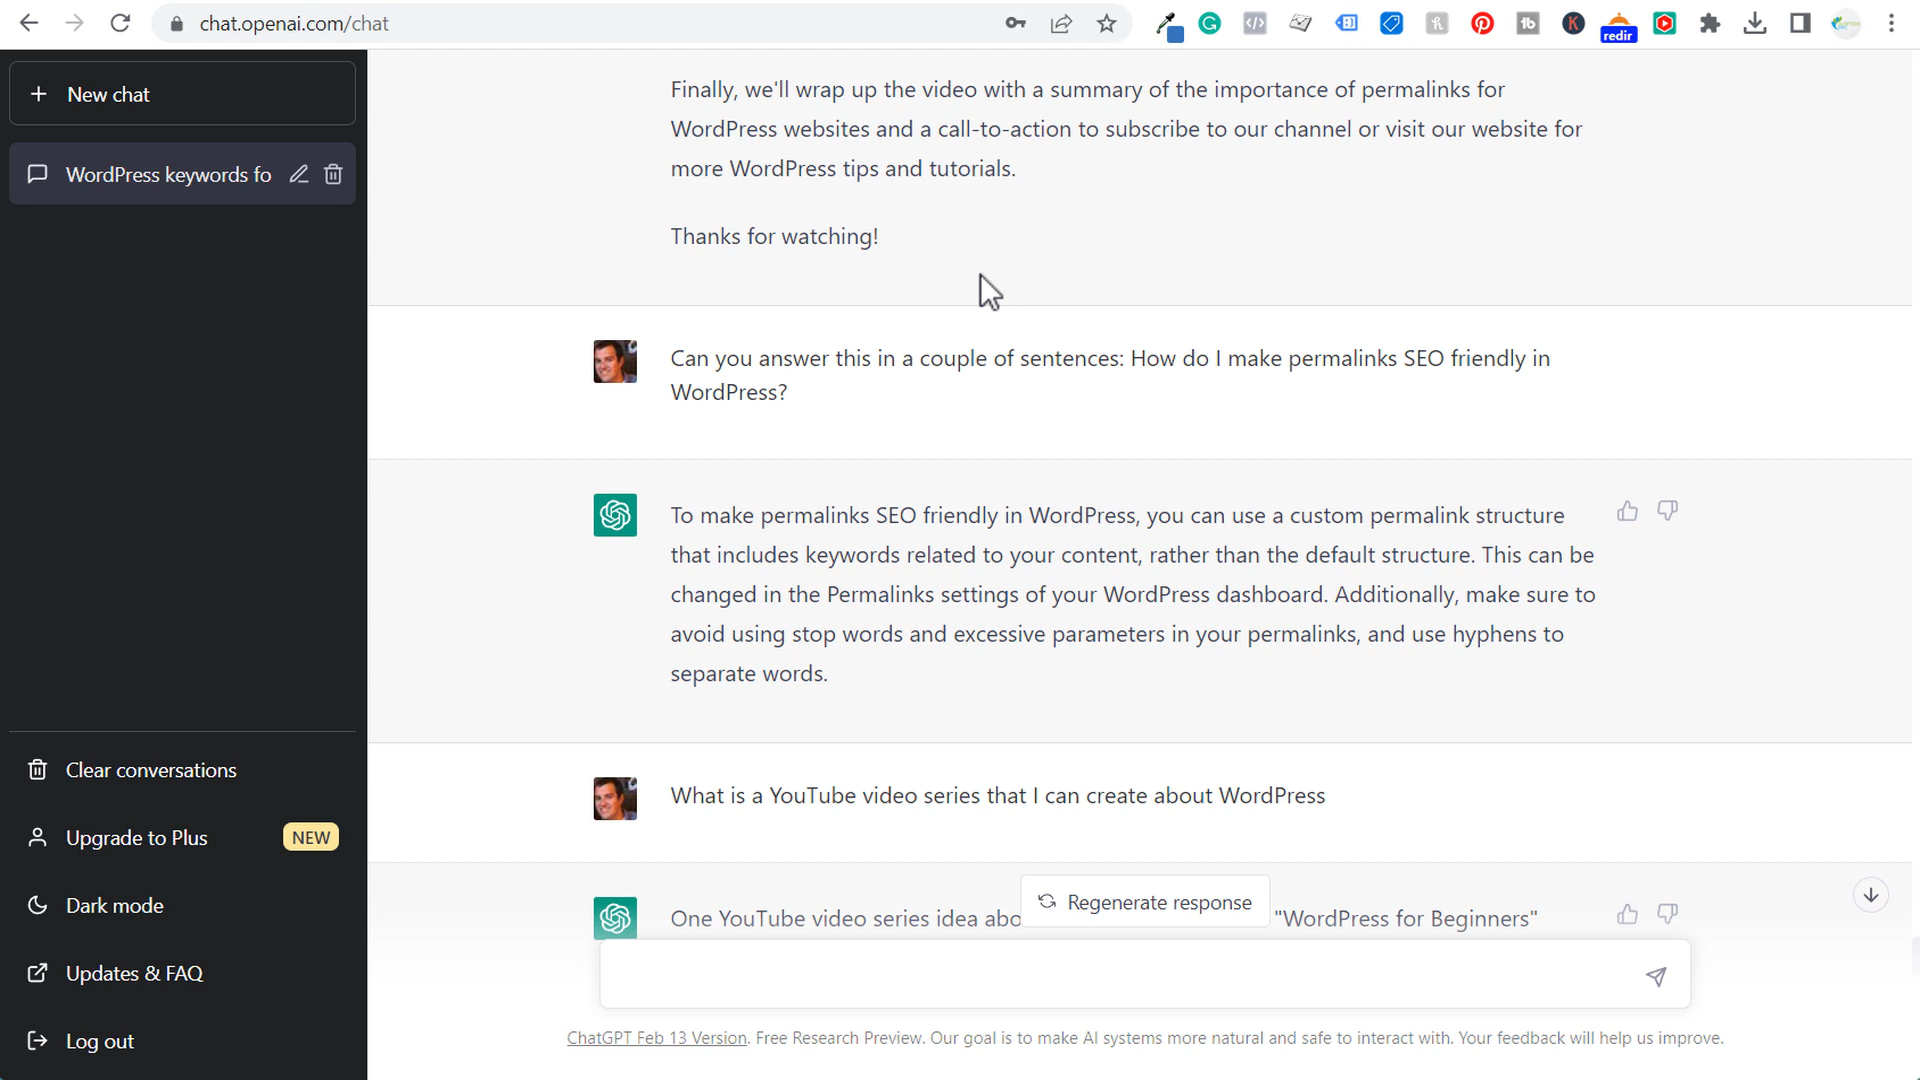 chat.openai.com/chat
redir
New chat
WordPress keywords fo
Finally, we'll wrap up the video with a summary of the importance of permalinks for
WordPress websites and a call-to-action to subscribe to our channel or visit our website for
more WordPress tips and tutorials.
Thanks for watching!
Can you answer this in a couple of sentences: How do I make permalinks SEO friendly in
WordPress?
To make permalinks SEO friendly in WordPress, you can use a custom permalink structure
that includes keywords related to your content, rather than the default structure. This can be
changed in the Permalinks settings of your WordPress dashboard. Additionally, make sure to
avoid using stop words and excessive parameters in your permalinks, and use hyphens to
separate words.
What is a YouTube video series that I can create about WordPress
One YouTube video series idea abo
"WordPress for Beginners"
Regenerate response
Clear conversations
Upgrade to Plus NEW
Dark mode
Updates & FAQ
Log out
ChatGPT Feb 13 Version. Free Research Preview. Our goal is to make AI systems more natural and safe to interact with. Your feedback will help us improve.